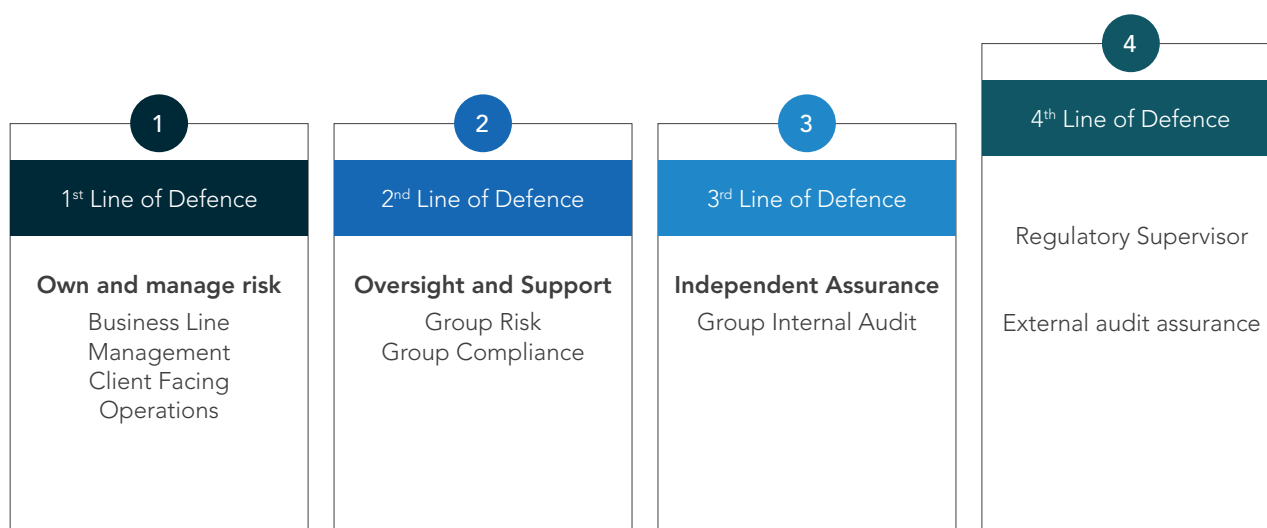 1
1st Line of Defence
Own and manage risk
Business Line
Management
Client Facing
Operations
2
2nd Line of Defence
Oversight and Support
Group Risk
Group Compliance
3
3rd Line of Defence
Independent Assurance
Group Internal Audit
4
4th Line of Defence
Regulatory Supervisor
External audit assurance